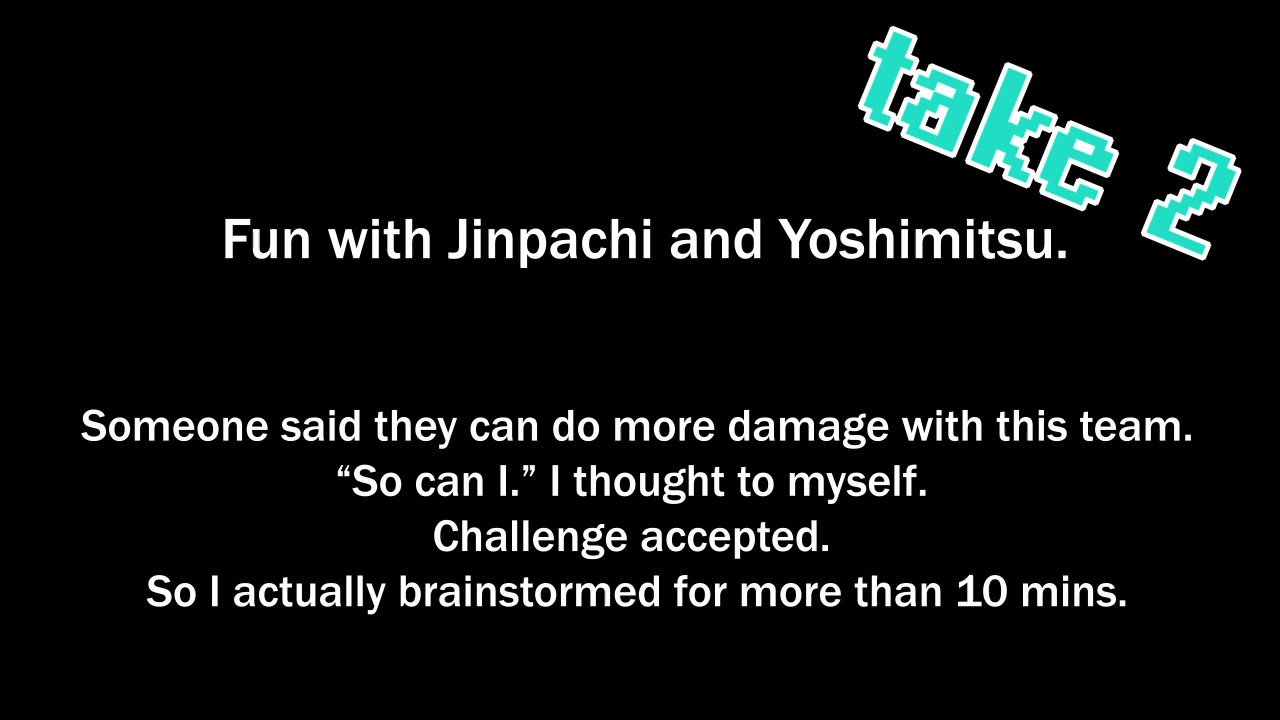 take 2
Fun with Jinpachi and Yoshimitsu.
Someone said they can do more damage with this team.
“So can I.” I thought to myself.
Challenge accepted.
So I actually brainstormed for more than 10 mins.